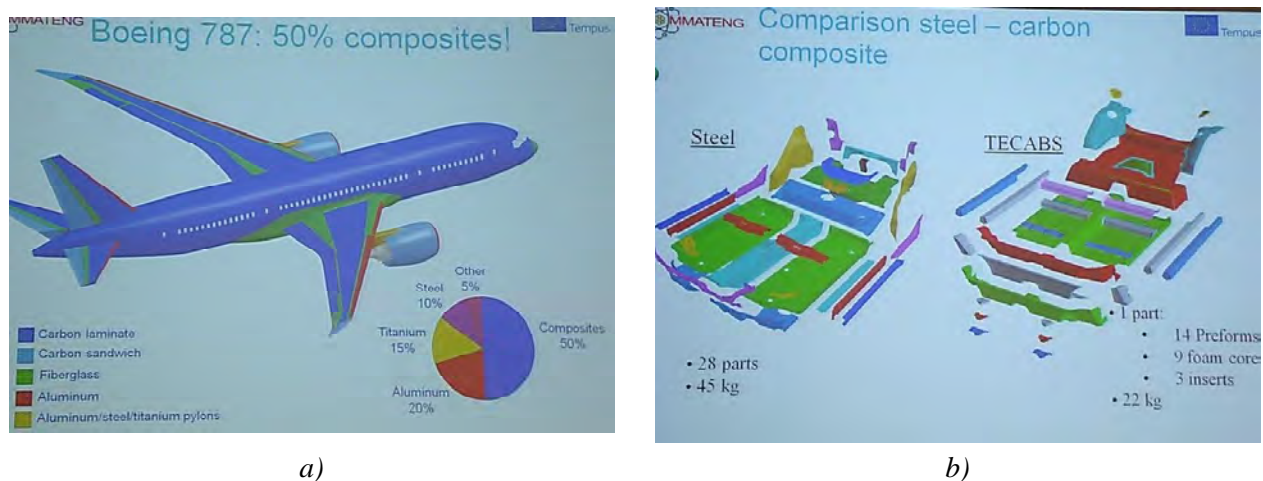 MMATENG
Boeing 787: 50% composites!
Tempus
Other
5%
Steel
10%
Titanium
15%
Composites
50%
Aluminum
20%
Carbon laminate
Carbon sandwich
Fiberglass
Aluminum
Aluminum/steel/titanium pylons
a)
MMATENG
Comparison steel – carbon
composite
Tempus
Steel
TECABS
• 28 parts
• 45 kg
• 1 part:
• 14 Preforms
• 9 foam cores
• 3 inserts
• 22 kg
b)